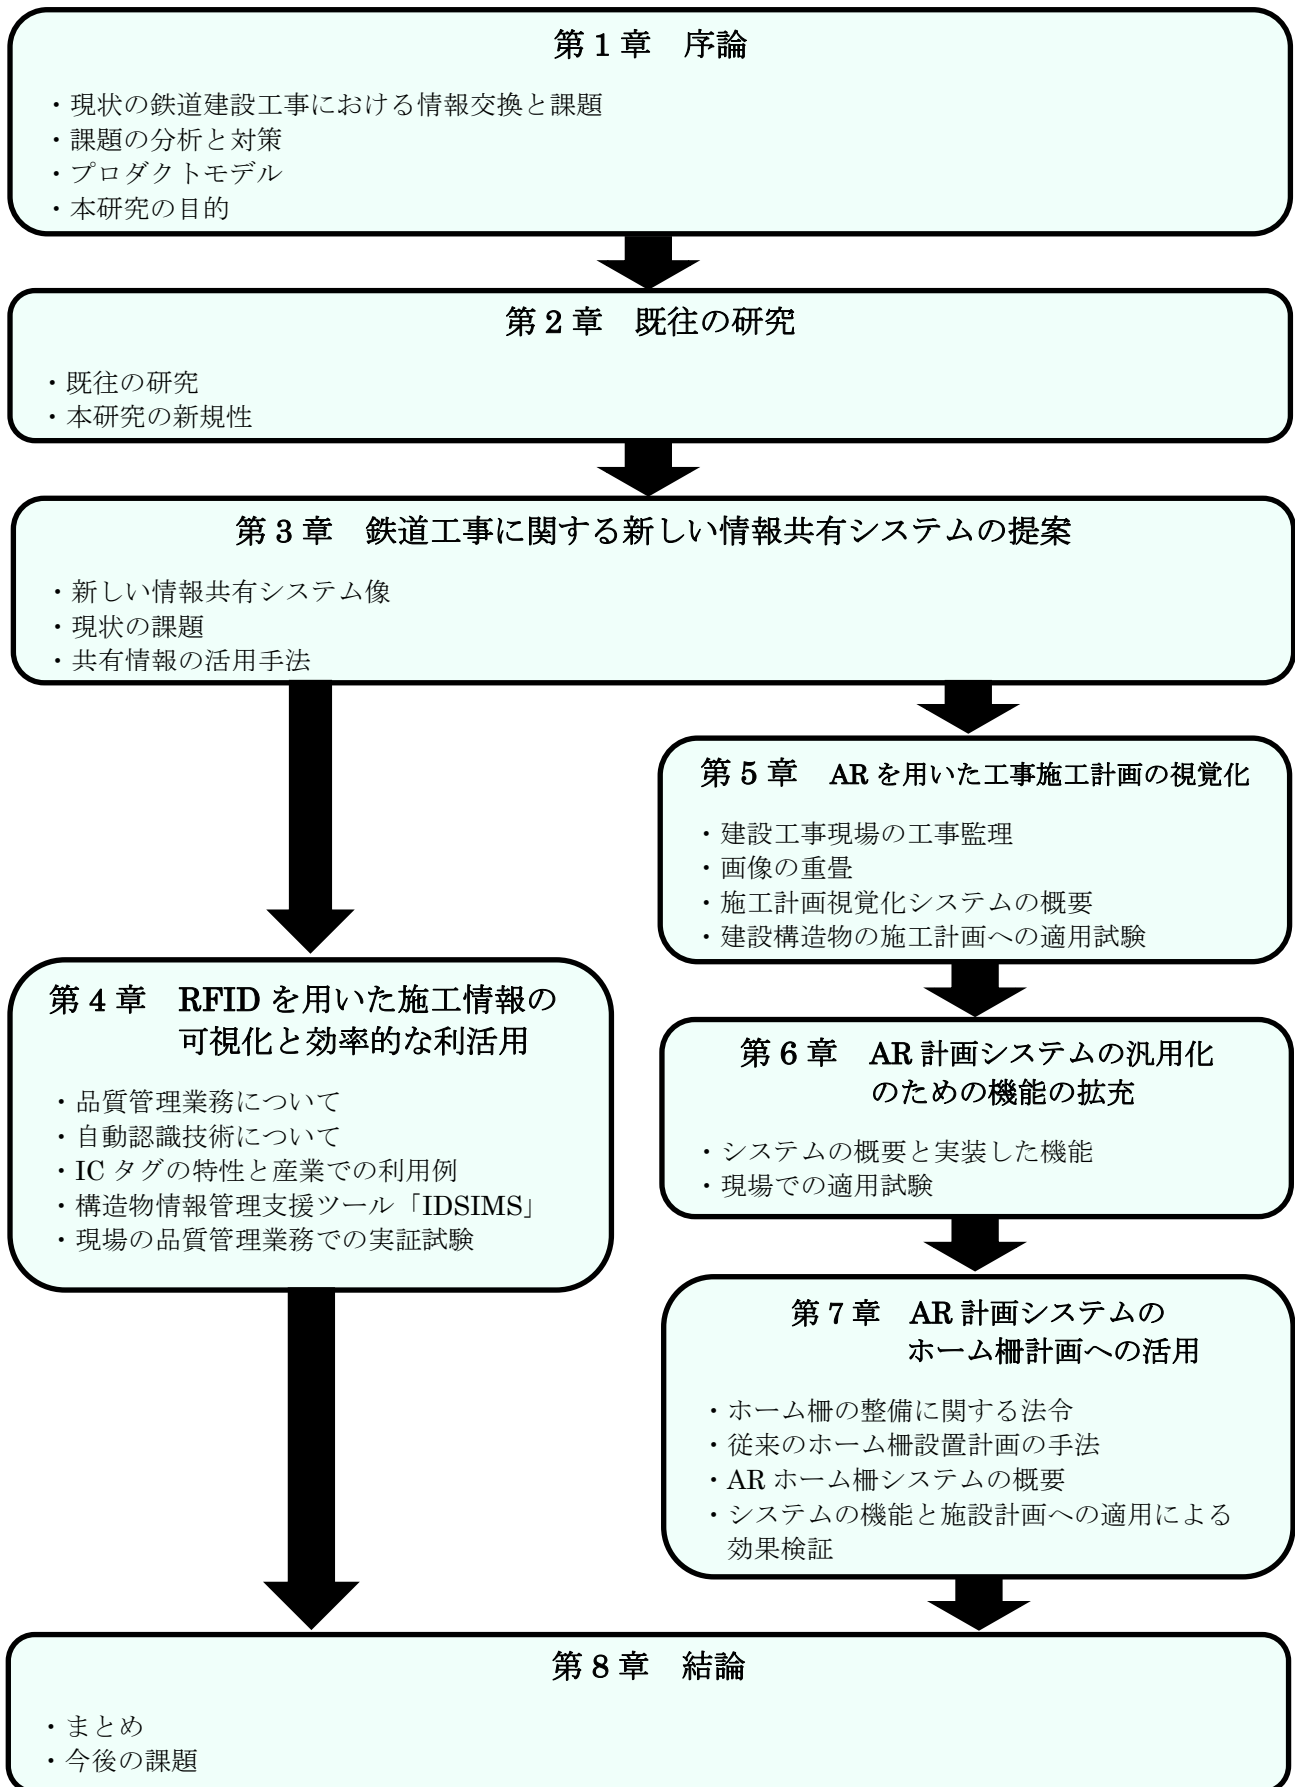 第 1 章　序論
・現状の鉄道建設工事における情報交換と課題
・課題の分析と対策
・プロダクトモデル
・本研究の目的
第 2 章　既往の研究
・既往の研究
・本研究の新規性
第 3 章　鉄道工事に関する新しい情報共有システムの提案
・新しい情報共有システム像
・現状の課題
・共有情報の活用手法
第 4 章　RFID を用いた施工情報の
可視化と効率的な利活用
・品質管理業務について
・自動認識技術について
・IC タグの特性と産業での利用例
・構造物情報管理支援ツール「IDSIMS」
・現場の品質管理業務での実証試験
第 5 章　AR を用いた工事施工計画の視覚化
・建設工事現場の工事監理
・画像の重畳
・施工計画視覚化システムの概要
・建設構造物の施工計画への適用試験
第 6 章　AR 計画システムの汎用化
のための機能の拡充
・システムの概要と実装した機能
・現場での適用試験
第 7 章　AR 計画システムの
ホーム柵計画への活用
・ホーム柵の整備に関する法令
・従来のホーム柵設置計画の手法
・AR ホーム柵システムの概要
・システムの機能と施設計画への適用による
効果検証
第 8 章　結論
・まとめ
・今後の課題